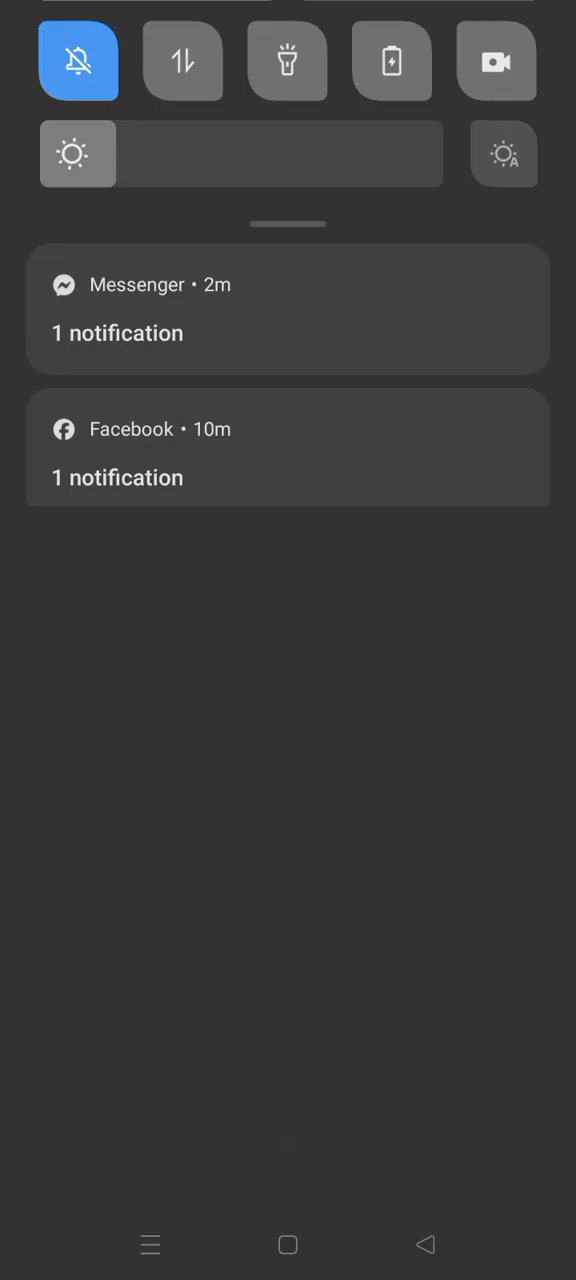 A
Messenger • 2m
1 notification
Facebook • 10m
1 notification